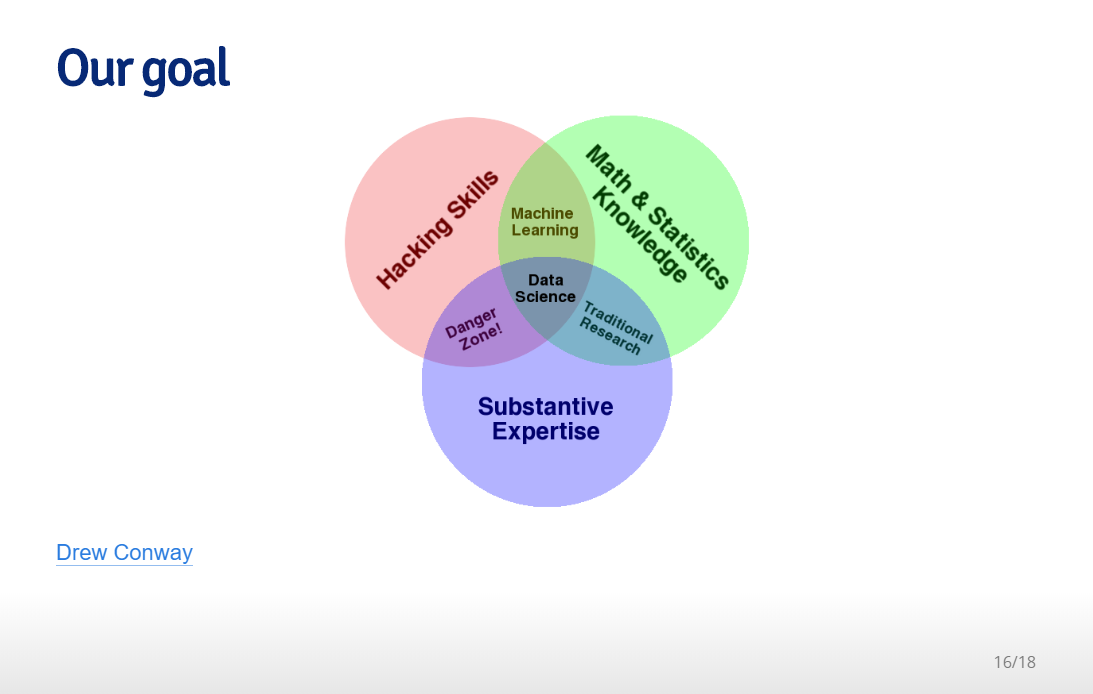 Our goal
Hacking Skills
Math & Statistics
Knowledge
Machine
Learning
Data
Science
Danger
Zone!
Traditional
Research
Substantive
Expertise
Drew Conway
16/18